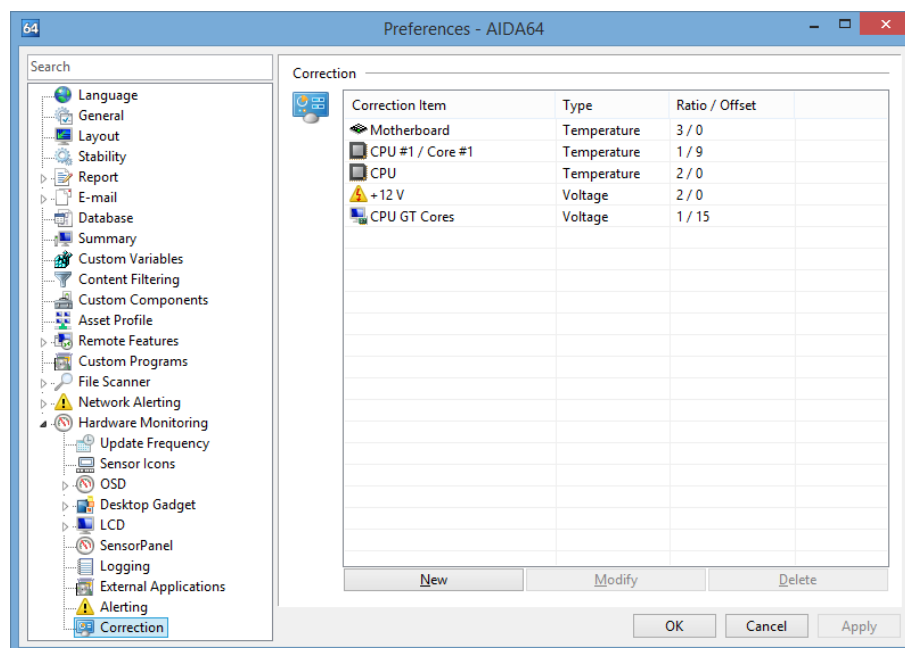 64
Preferences - AIDA64
Search
Language
General
Layout
Stability
Report
E-mail
Database
Summary
Custom Variables
Content Filtering
Custom Components
Asset Profile
Remote Features
Custom Programs
File Scanner
Network Alerting
Hardware Monitoring
Update Frequency
Sensor Icons
OSD
Desktop Gadget
LCD
SensorPanel
Logging
External Applications
Alerting
Correction
Correction
Correction Item Type Ratio / Offset
Motherboard Temperature 3 / 0
CPU #1 / Core #1 Temperature 1 / 9
CPU Temperature 2 / 0
+12 V Voltage 2 / 0
CPU GT Cores Voltage 1 / 15
New Modify Delete
OK Cancel Apply